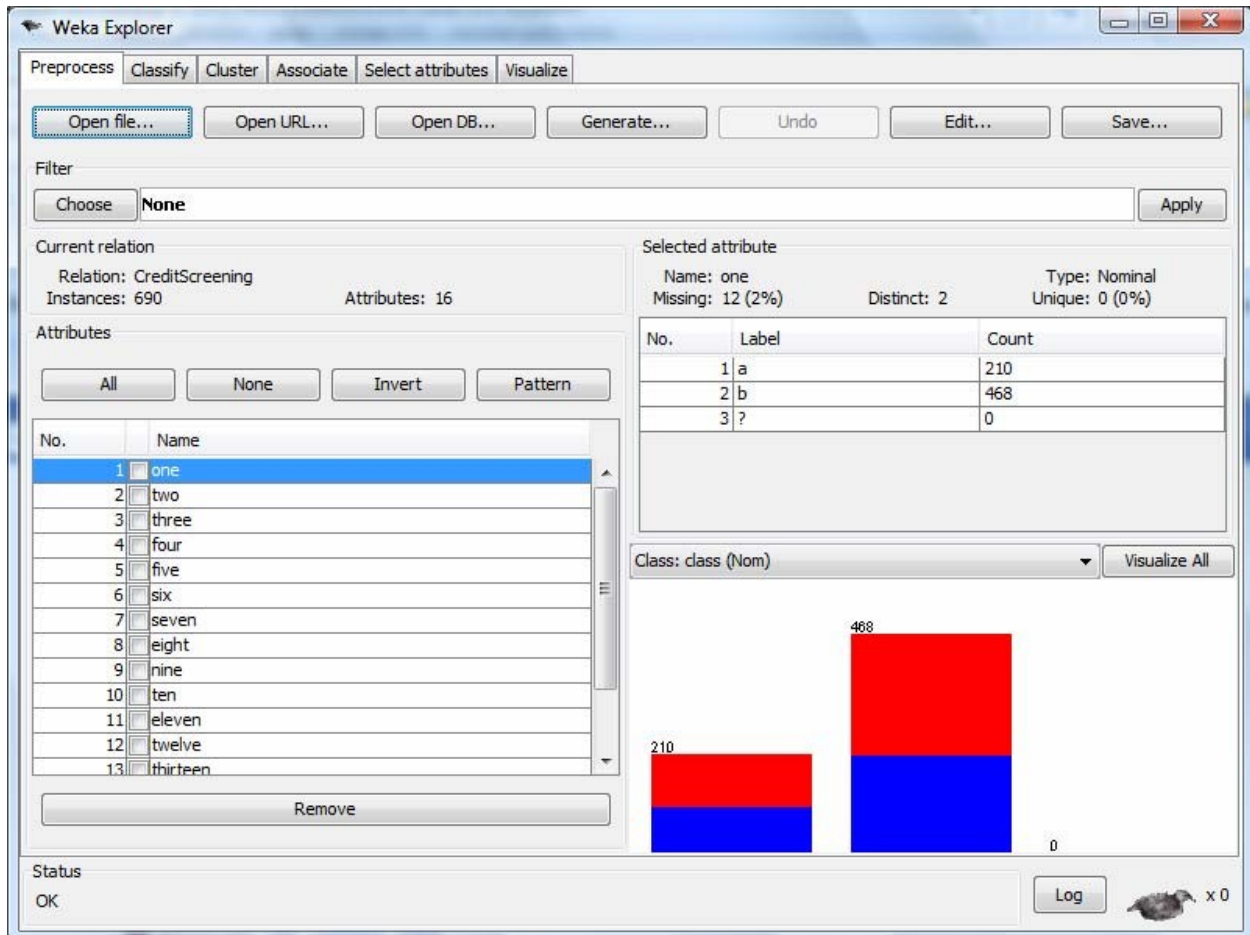 Weka Explorer
Preprocess Classify Cluster Associate Select attributes Visualize
Open file... Open URL... Open DB... Generate... Undo Edit... Save...
Filter
Choose None Apply
Current relation
Relation: CreditScreening
Instances: 690 Attributes: 16
Attributes
All None Invert Pattern
No. Name
1 one
2 two
3 three
4 four
5 five
6 six
7 seven
8 eight
9 nine
10 ten
11 eleven
12 twelve
13 thirteen
Remove
Selected attribute
Name: one Type: Nominal
Missing: 12 (2%) Distinct: 2 Unique: 0 (0%)
No. Label Count
1 a 210
2 b 468
3 ? 0
Class: class (Nom) Visualize All
468
210
0
Status
OK
Log x 0